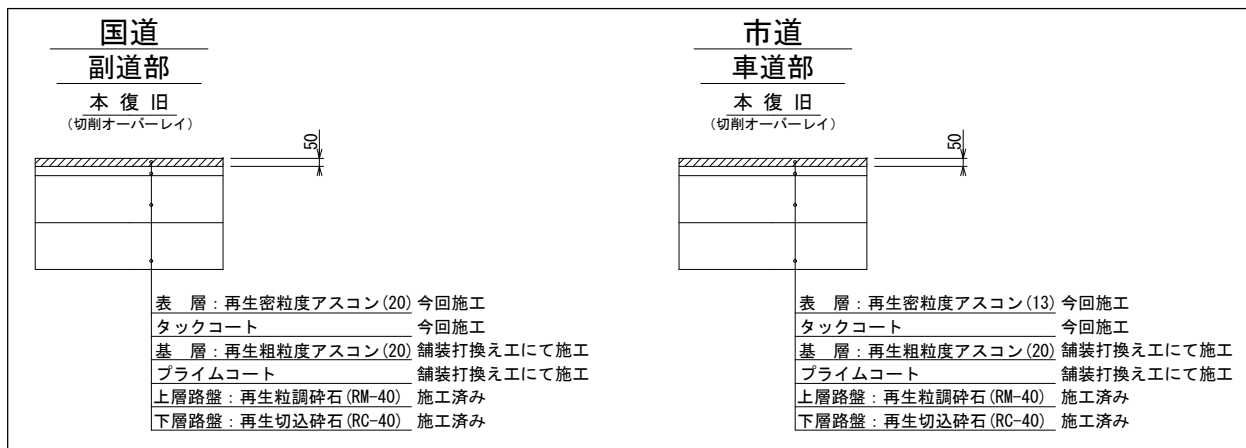 国道
副道部
本 復 旧
(切削オーバーレイ)
50
表　層：再生密粒度アスコン(20) 今回施工
タックコート 今回施工
基　層：再生粗粒度アスコン(20) 舗装打換え工にて施工
プライムコート 舗装打換え工にて施工
上層路盤：再生粒調砕石(RM-40) 施工済み
下層路盤：再生切込砕石(RC-40) 施工済み
市道
車道部
本 復 旧
(切削オーバーレイ)
50
表　層：再生密粒度アスコン(13) 今回施工
タックコート 今回施工
基　層：再生粗粒度アスコン(20) 舗装打換え工にて施工
プライムコート 舗装打換え工にて施工
上層路盤：再生粒調砕石(RM-40) 施工済み
下層路盤：再生切込砕石(RC-40) 施工済み